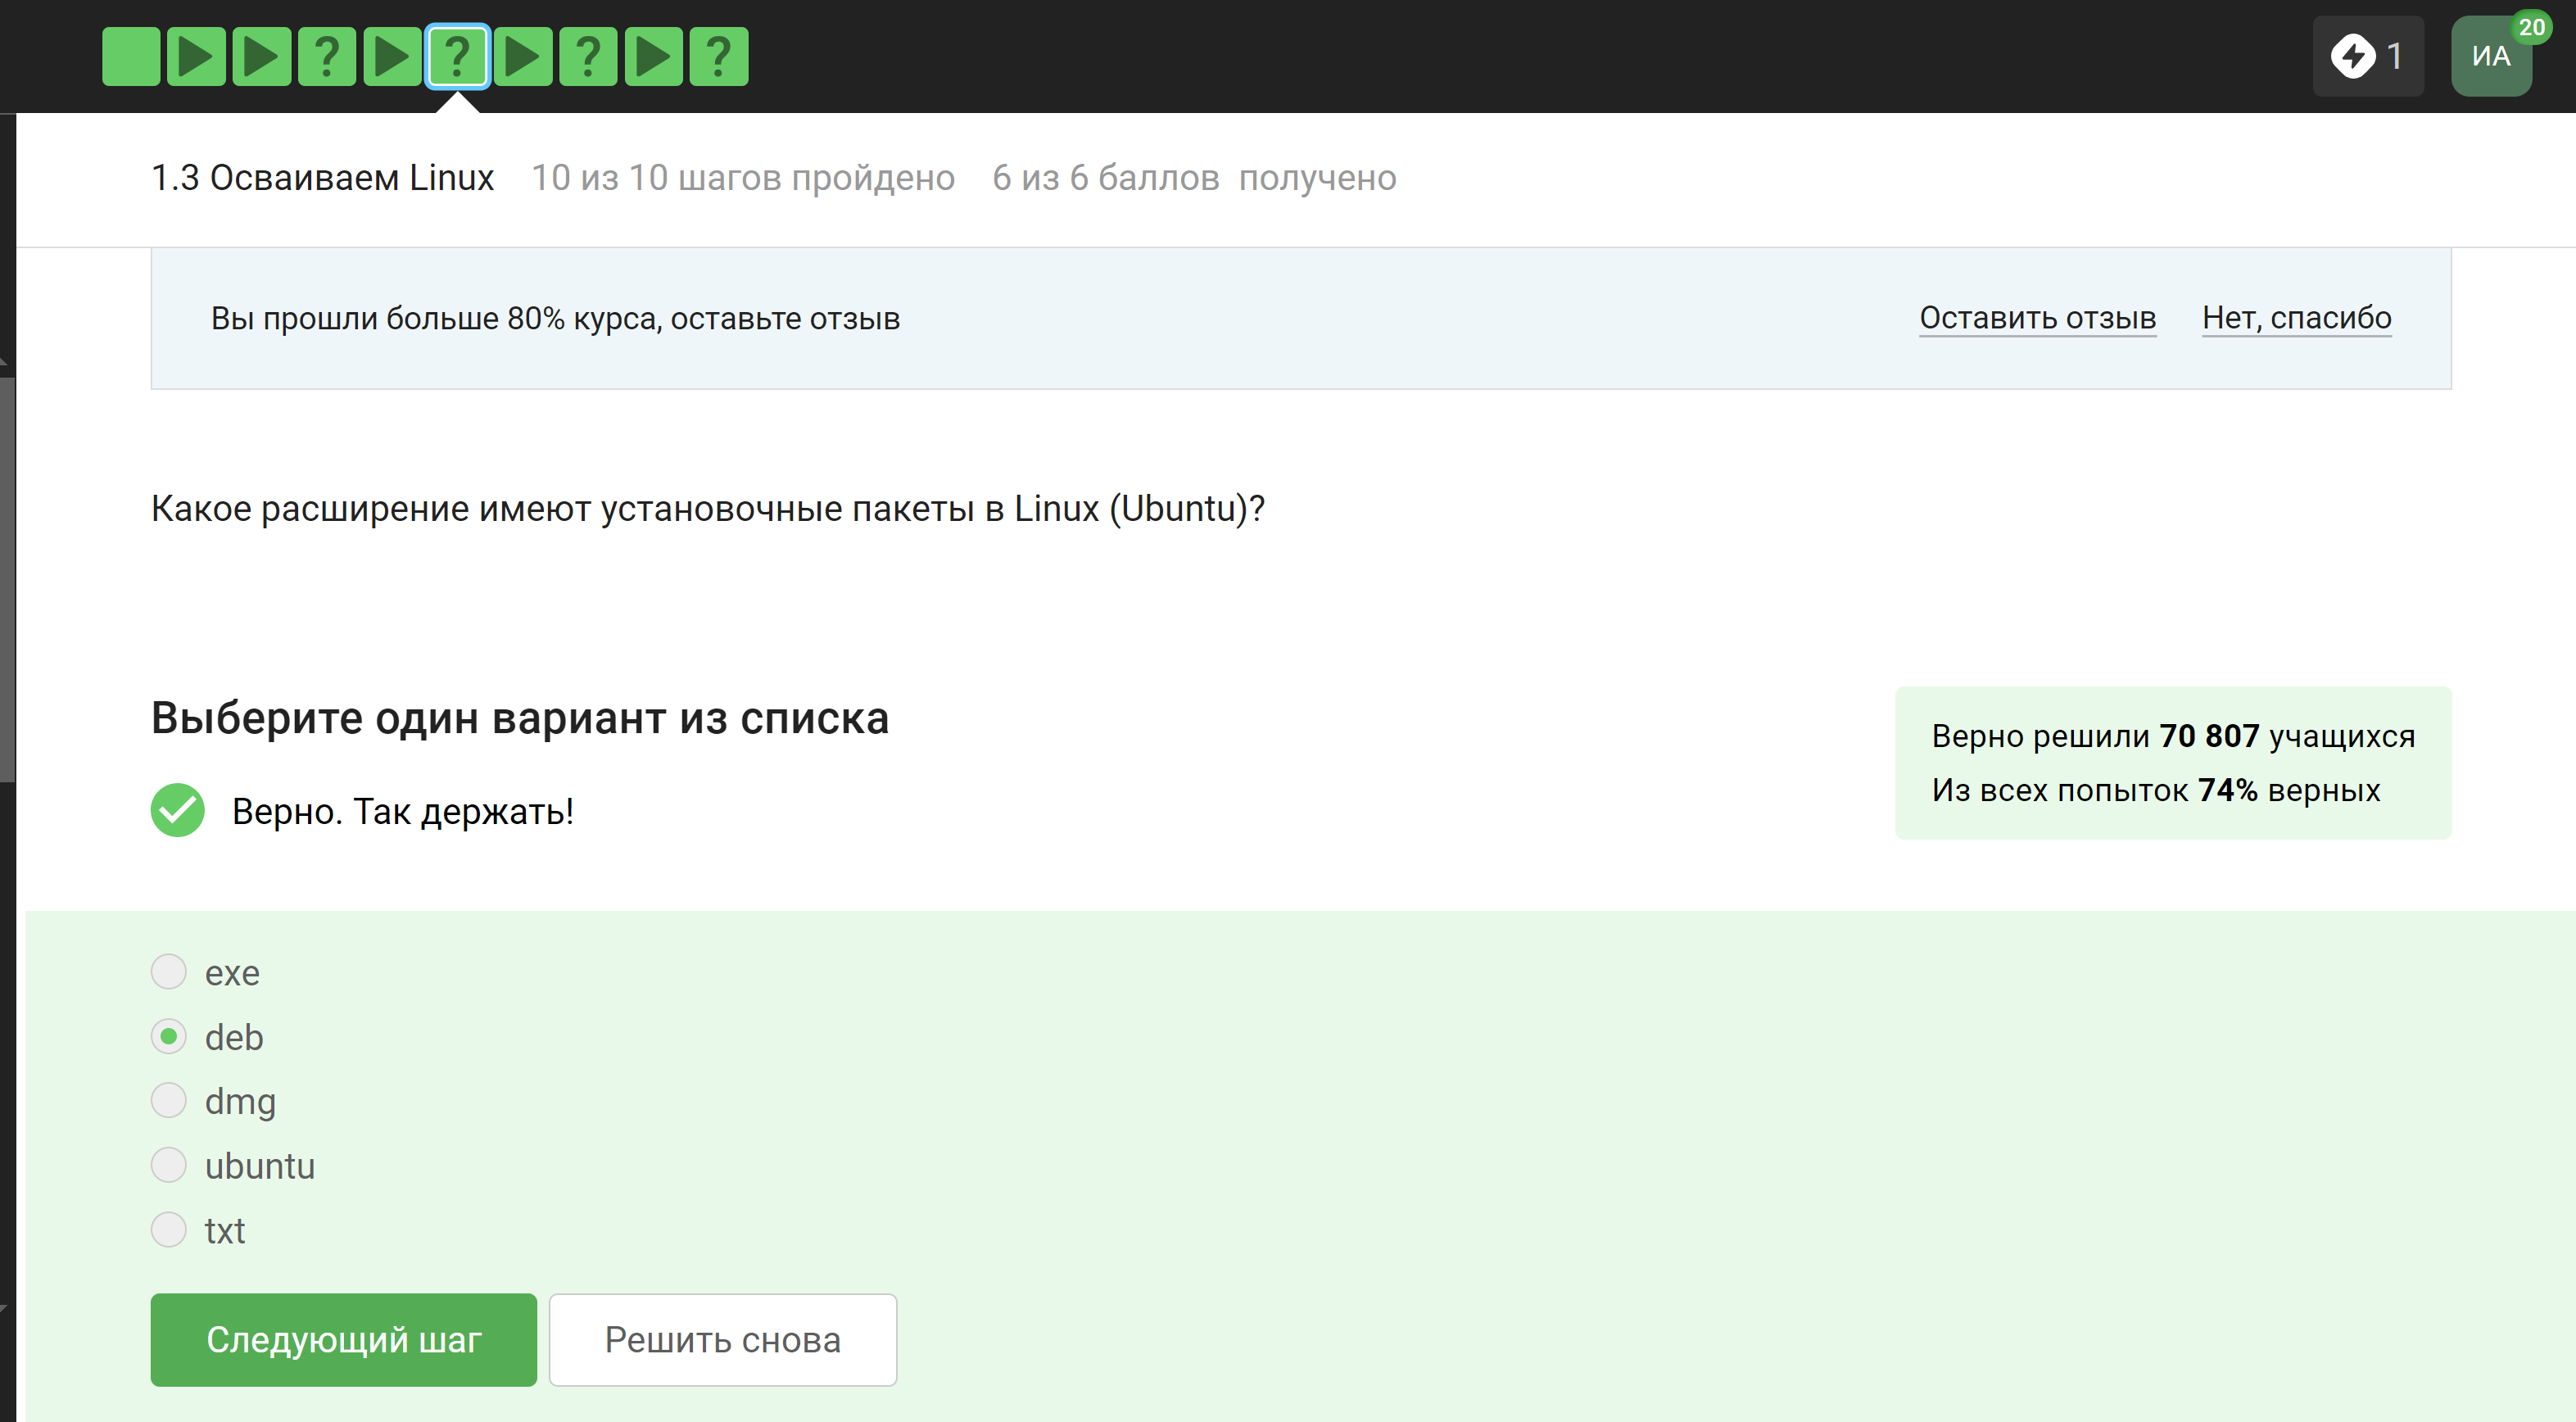 ? ? ? ?
1
ИА
20
1.3 Осваиваем Linux 10 из 10 шагов пройдено 6 из 6 баллов получено
Вы прошли больше 80% курса, оставьте отзыв Оставить отзыв Нет, спасибо
Какое расширение имеют установочные пакеты в Linux (Ubuntu)?
Выберите один вариант из списка
Верно. Так держать!
Верно решили 70 807 учащихся
Из всех попыток 74% верных
exe
deb
dmg
ubuntu
txt
Следующий шаг Решить снова